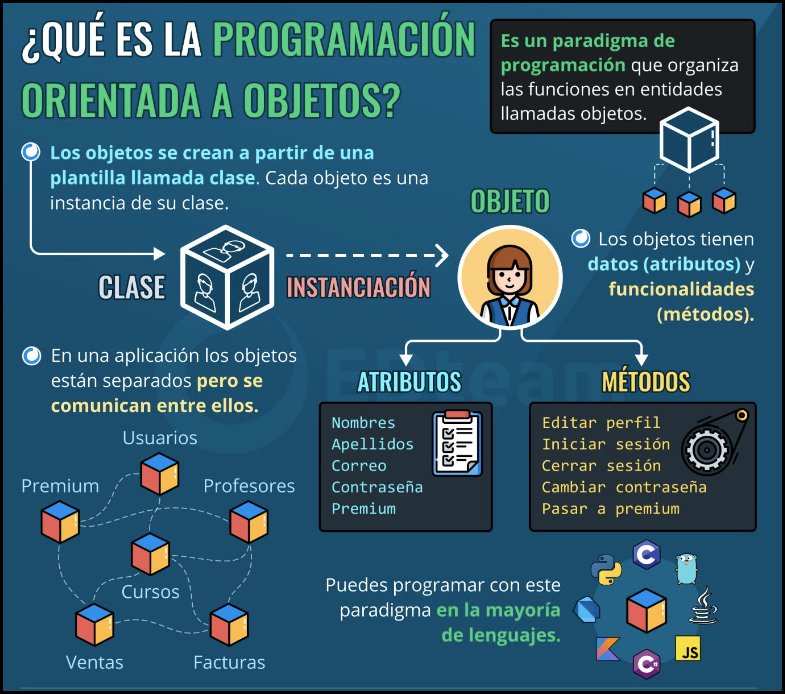 ¿QUÉ ES LA PROGRAMACIÓN
ORIENTADA A OBJETOS?
Es un paradigma de
programación que organiza
las funciones en entidades
llamadas objetos.
Los objetos se crean a partir de una
plantilla llamada clase. Cada objeto es una
instancia de su clase.
CLASE
INSTANCIACIÓN
OBJETO
Los objetos tienen
datos (atributos) y
funcionalidades
(métodos).
En una aplicación los objetos
están separados pero se
comunican entre ellos.
Usuarios
Premium
Profesores
Cursos
Ventas
Facturas
ATRIBUTOS
Nombres
Apellidos
Correo
Contraseña
Premium
MÉTODOS
Editar perfil
Iniciar sesión
Cerrar sesión
Cambiar contraseña
Pasar a premium
EDteam
Puedes programar con este
paradigma en la mayoría
de lenguajes.
C
C#
JS